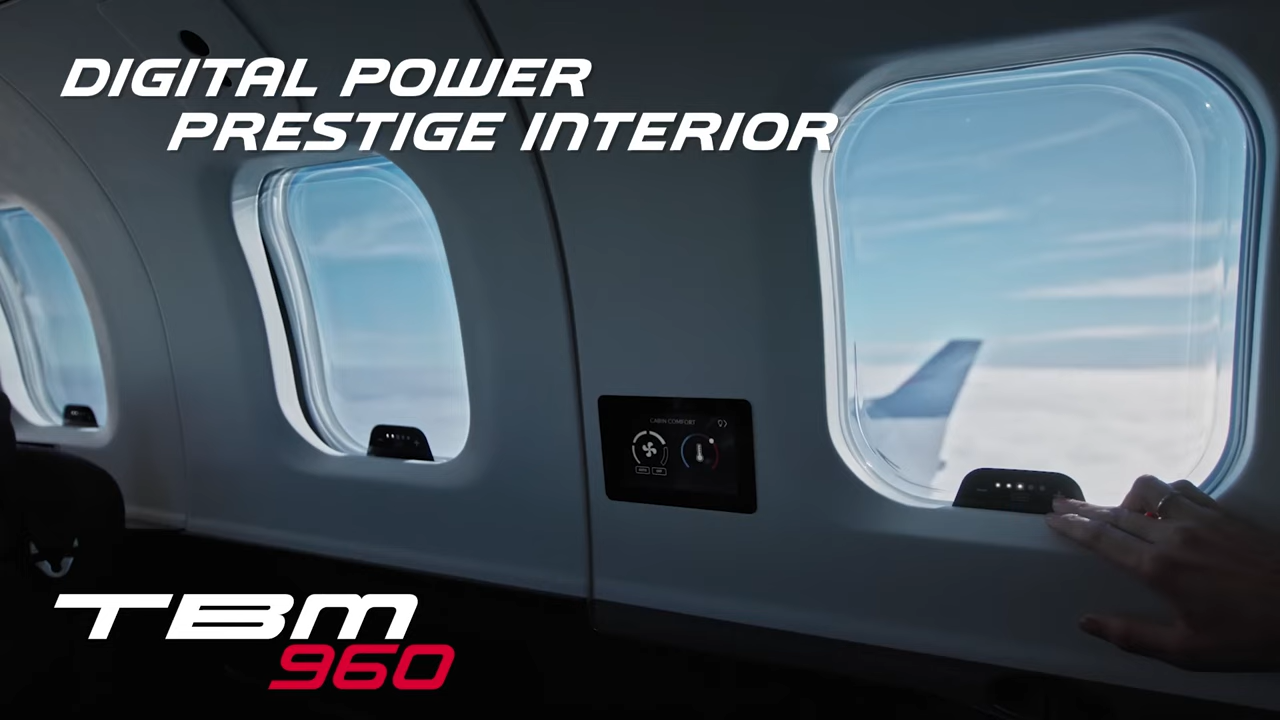 DIGITAL POWER
PRESTIGE INTERIOR
CABIN COMFORT
TBM
960